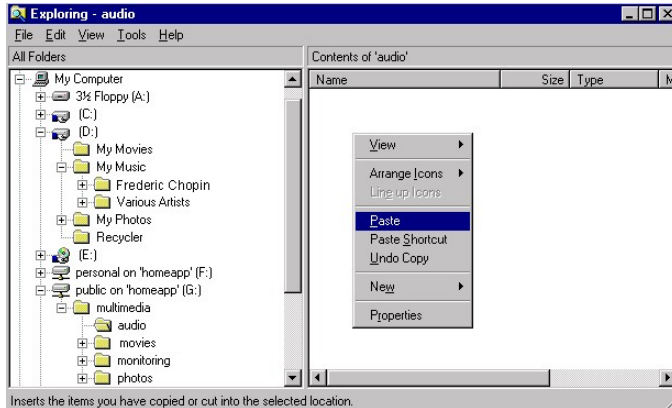 Exploring - audio
File Edit View Tools Help
All Folders
Contents of 'audio'
Name Size Type M
My Computer
3½ Floppy (A:)
(C:)
(D:)
My Movies
My Music
Frederic Chopin
Various Artists
My Photos
Recycler
(E:)
personal on 'homeapp' (F:)
public on 'homeapp' (G:)
multimedia
audio
movies
monitoring
photos
View
Arrange Icons
Line up Icons
Paste
Paste Shortcut
Undo Copy
New
Properties
Inserts the items you have copied or cut into the selected location.